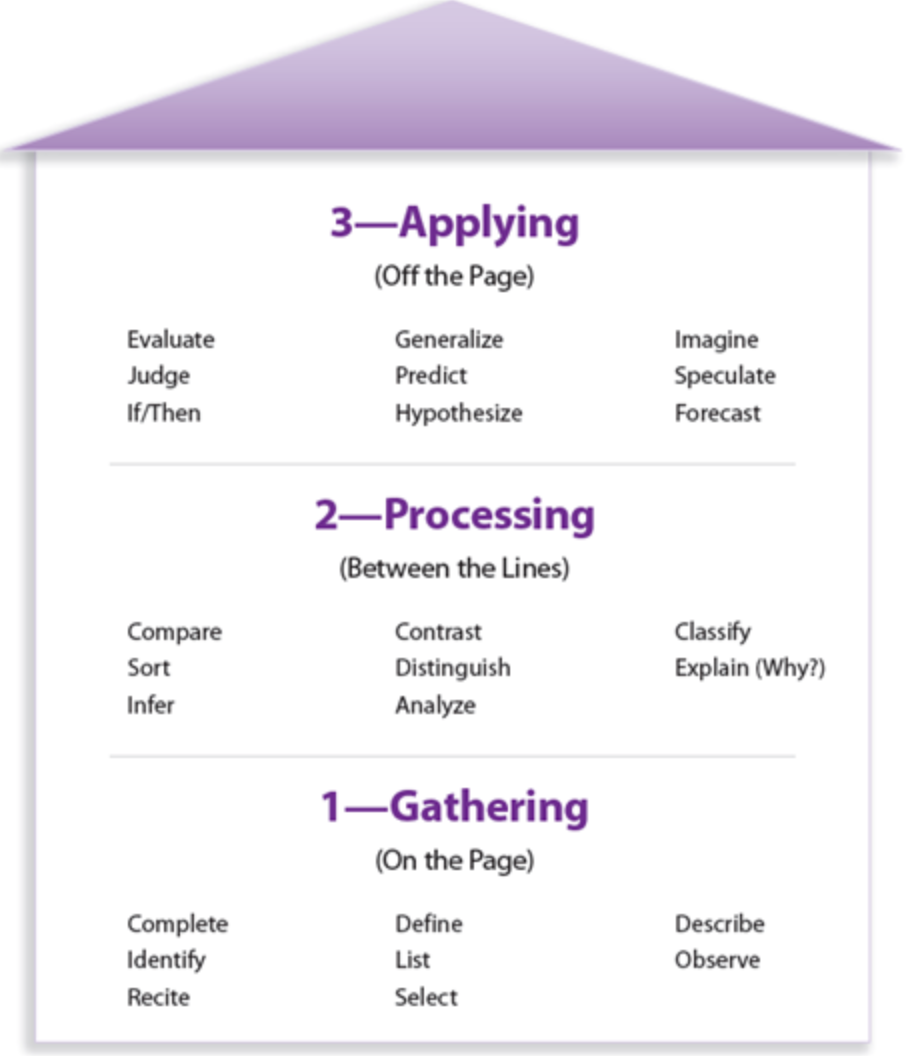 3—Applying
(Off the Page)
Evaluate Generalize Imagine
Judge Predict Speculate
If/Then Hypothesize Forecast
2—Processing
(Between the Lines)
Compare Contrast Classify
Sort Distinguish Explain (Why?)
Infer Analyze
1—Gathering
(On the Page)
Complete Define Describe
Identify List Observe
Recite Select